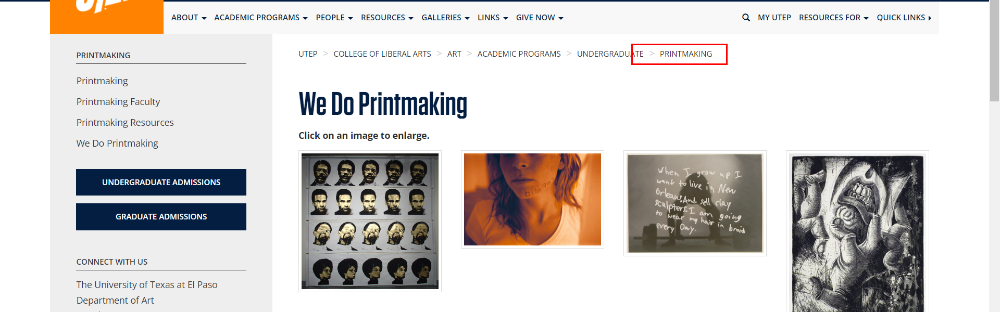 ABOUT ACADEMIC PROGRAMS PEOPLE RESOURCES GALLERIES LINKS GIVE NOW MY UTEP RESOURCES FOR QUICK LINKS
PRINTMAKING
Printmaking
Printmaking Faculty
Printmaking Resources
We Do Printmaking
UNDERGRADUATE ADMISSIONS
GRADUATE ADMISSIONS
CONNECT WITH US
The University of Texas at El Paso
Department of Art
UTEP > COLLEGE OF LIBERAL ARTS > ART > ACADEMIC PROGRAMS > UNDERGRADUATE > PRINTMAKING
We Do Printmaking
Click on an image to enlarge.
When I grow up I
want to live in New
Orleans. And sell clay
sculpters. I am going
to wear my hair in braids
every Day.